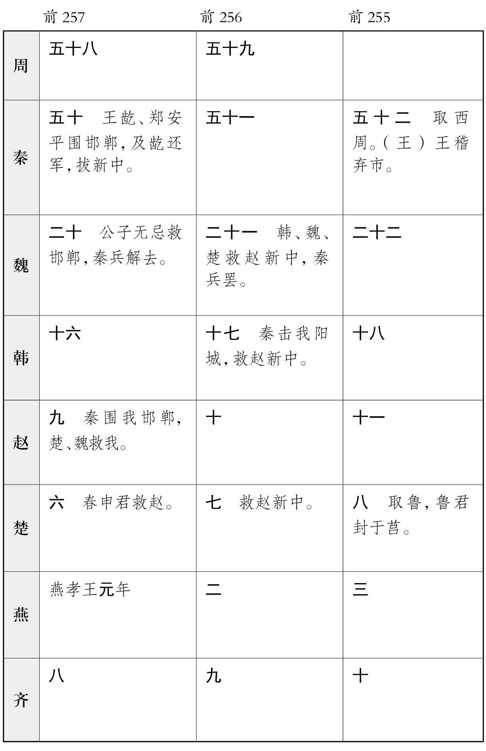 前 257 前 256 前 255
周 五十八 五十九
秦 五十 王龁、郑安 五十一 五十二 取西
平围邯郸，及龁还 周。（王）王稽
军，拔新中。 弃市。
魏 二十 公子无忌救 二十一 韩、魏、 二十二
邯郸，秦兵解去。 楚救赵新中，秦
兵罢。
韩 十六 十七 秦击我阳 十八
城，救赵新中。
赵 九 秦围我邯郸， 十 十一
楚、魏救我。
楚 六 春申君救赵。 七 救赵新中。 八 取鲁，鲁君
封于莒。
燕 燕孝王元年 二 三
齐 八 九 十